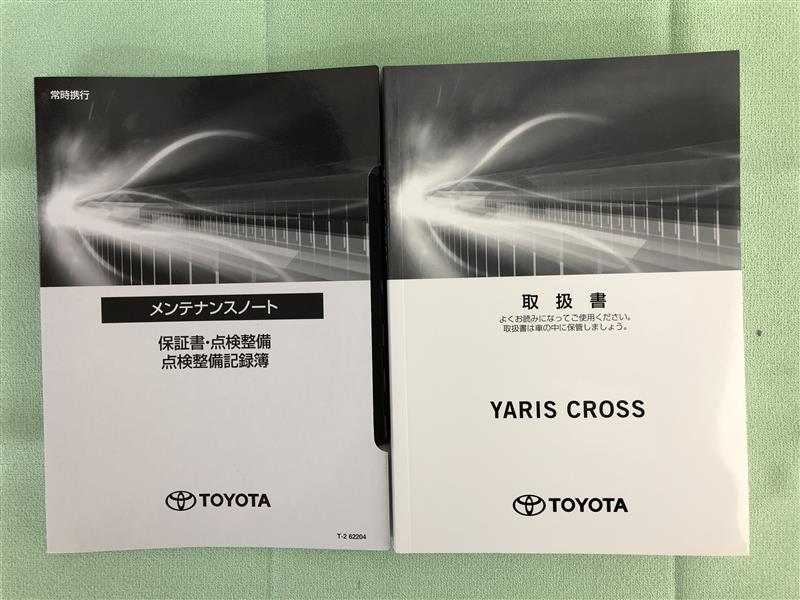 常時携行
メンテナンスノート
保証書・点検整備
点検整備記録簿
TOYOTA
T-2 62204
取扱書
よくお読みになってご使用ください。
取扱書は車の中に保管しましょう。
YARIS CROSS
TOYOTA